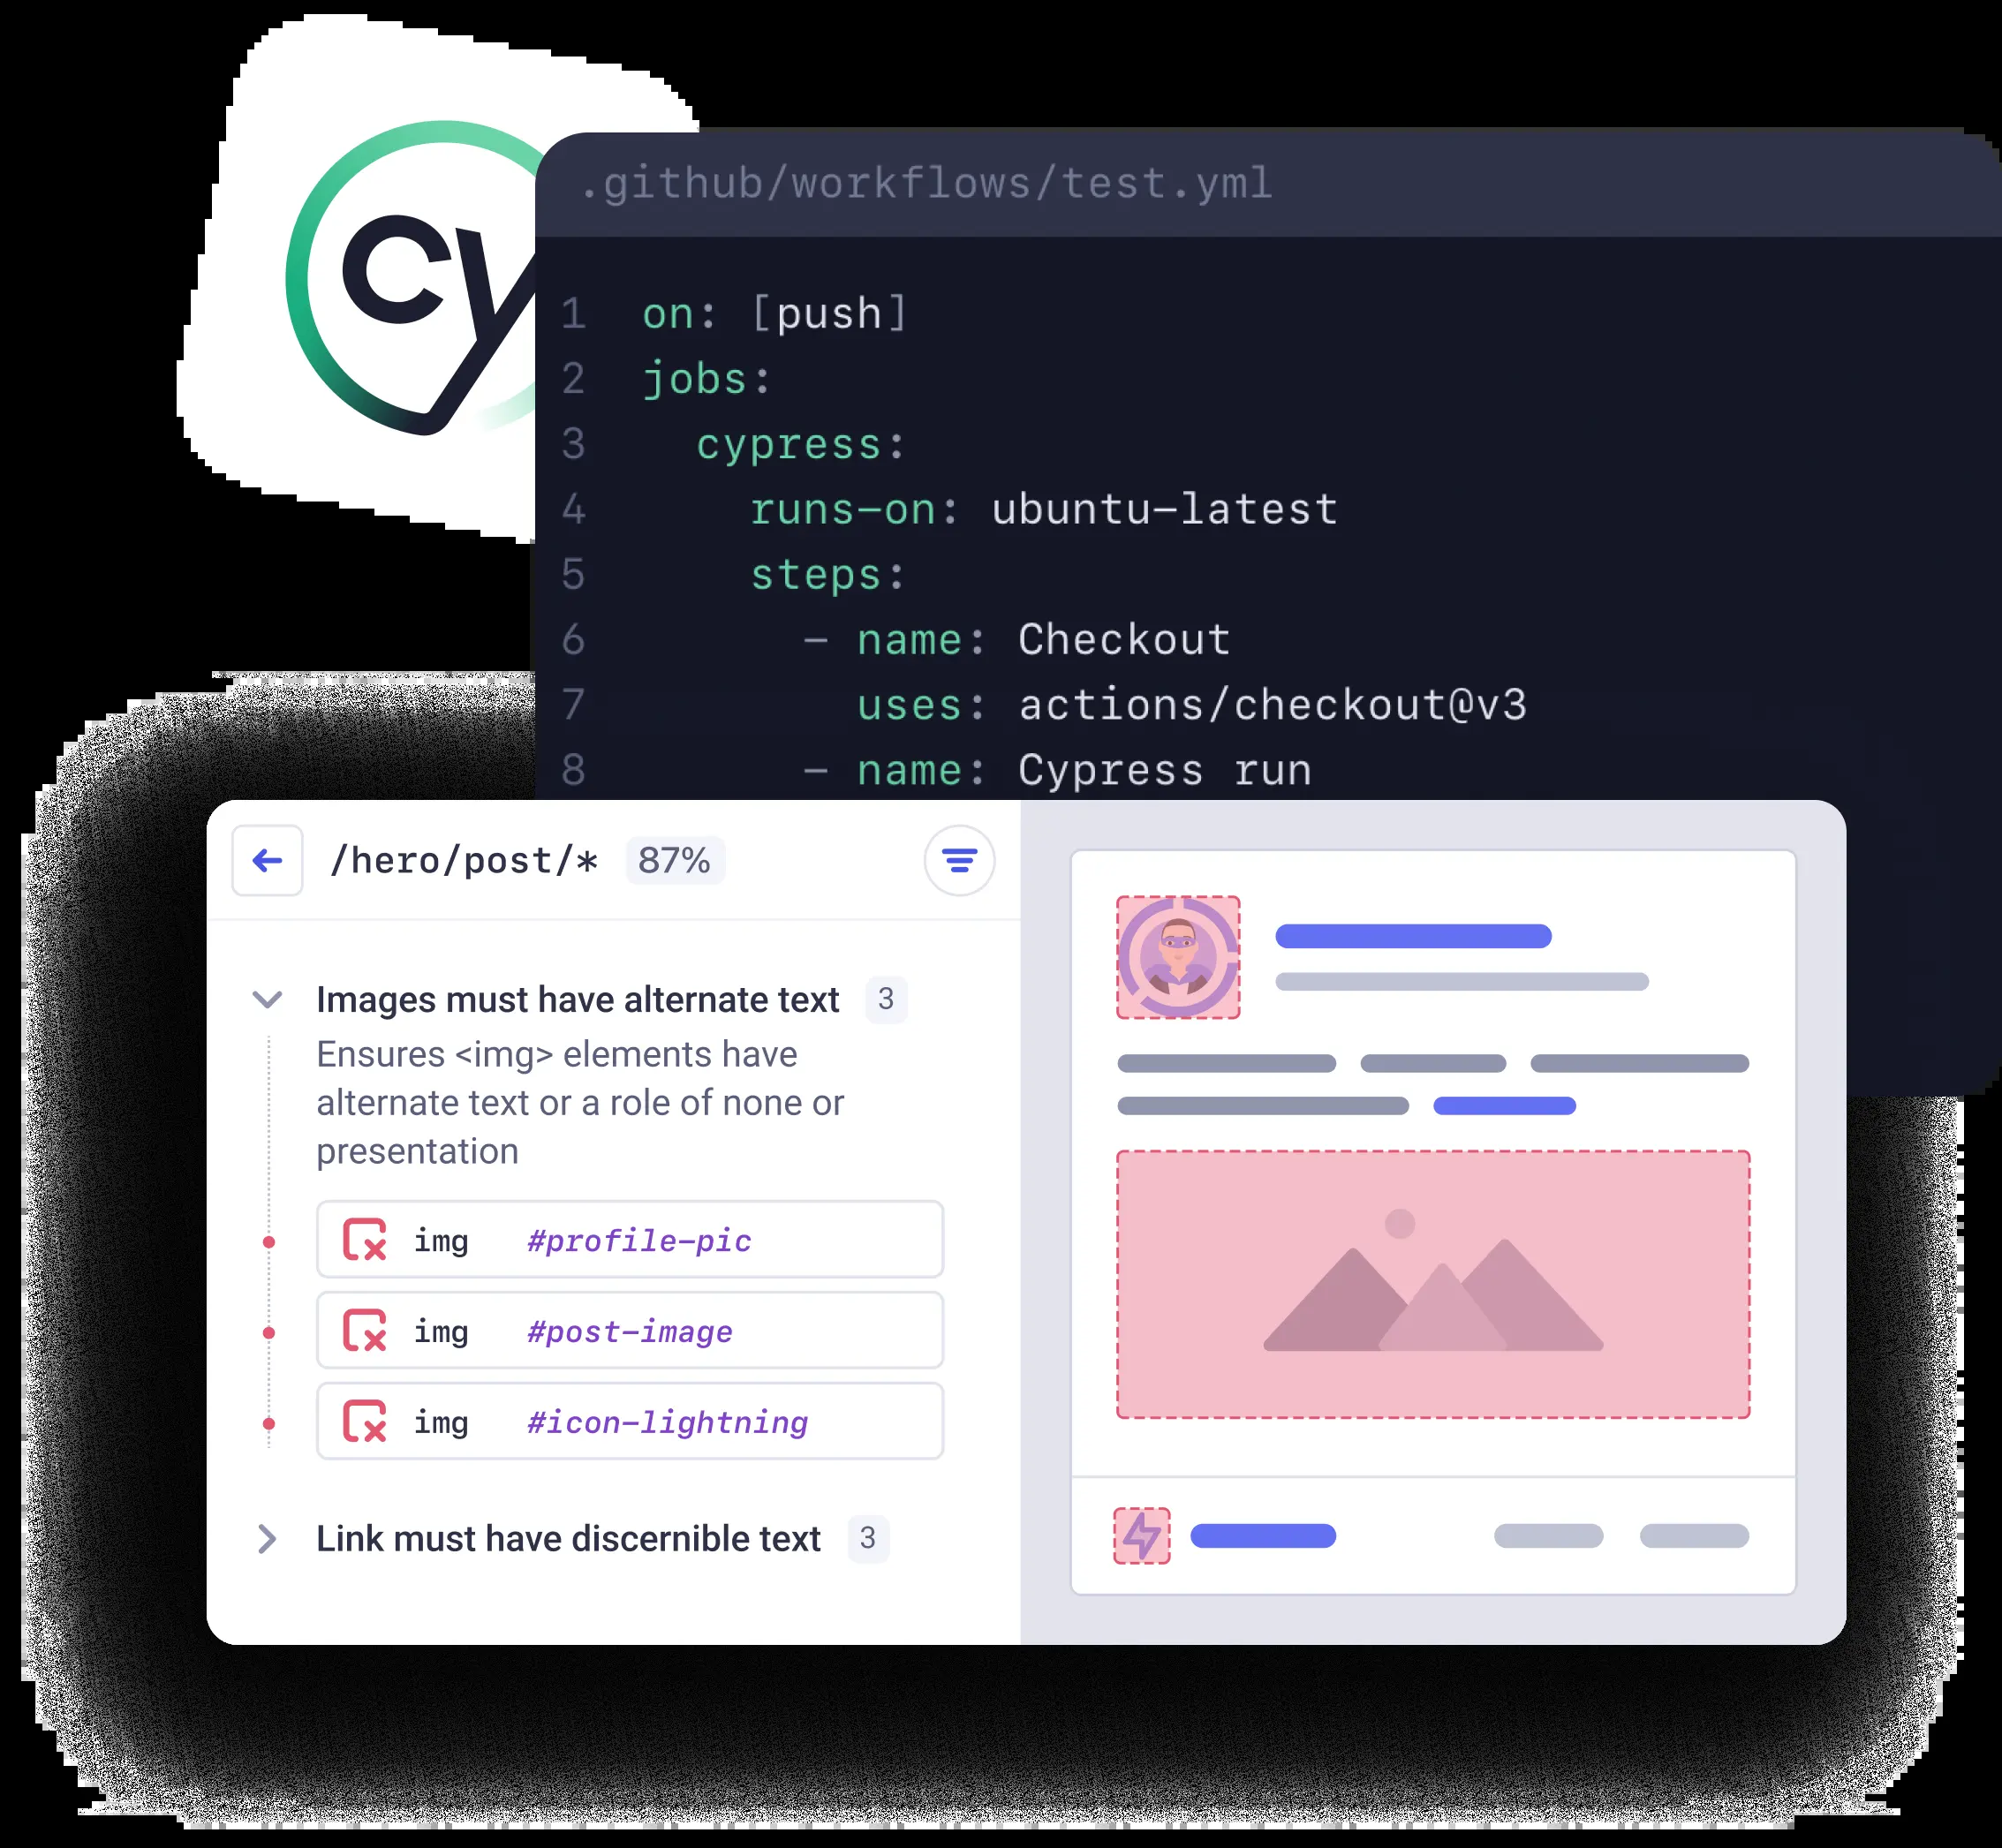 cy
.github/workflows/test.yml
1 on: [push]
2 jobs:
3 cypress:
4 runs-on: ubuntu-latest
5 steps:
6 - name: Checkout
7 uses: actions/checkout@v3
8 - name: Cypress run
/hero/post/* 87%
Images must have alternate text 3
Ensures <img> elements have
alternate text or a role of none or
presentation
img #profile-pic
img #post-image
img #icon-lightning
Link must have discernible text 3